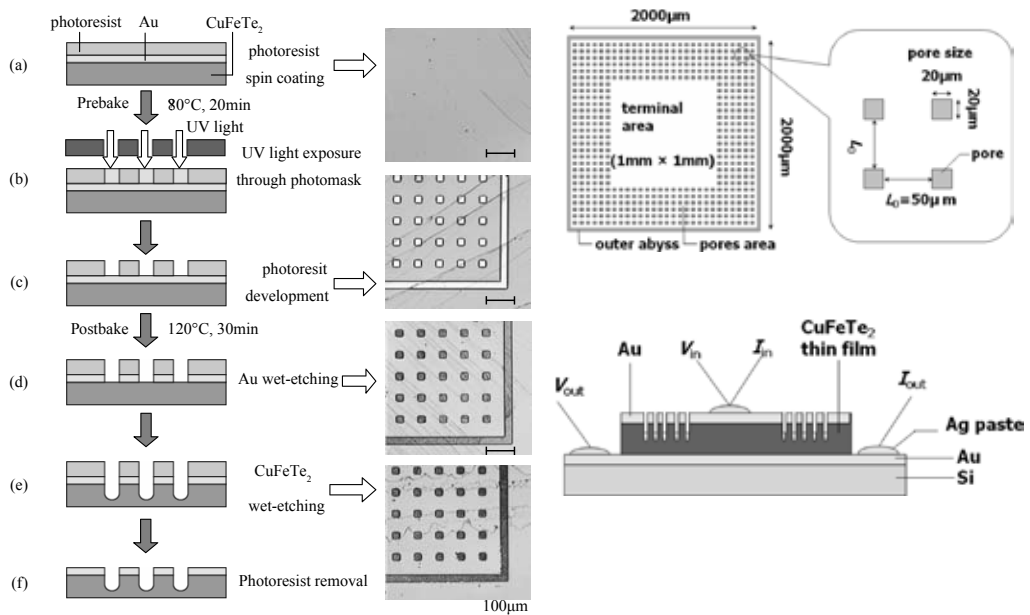 photoresist
Au
CuFeTe2
(a)
photoresist
spin coating
Prebake
80°C, 20min
UV light
UV light exposure
(b)
through photomask
(c)
photoresit
development
Postbake
120°C, 30min
(d)
Au wet-etching
(e)
CuFeTe2
wet-etching
(f)
Photoresist removal
100μm
2000μm
terminal
area
(1mm × 1mm)
2000μm
outer abyss
pores area
pore size
20μm
20μm
L0
pore
L0=50μm
CuFeTe2
thin film
Au
Vin
Iin
Vout
Iout
Ag paste
Au
Si